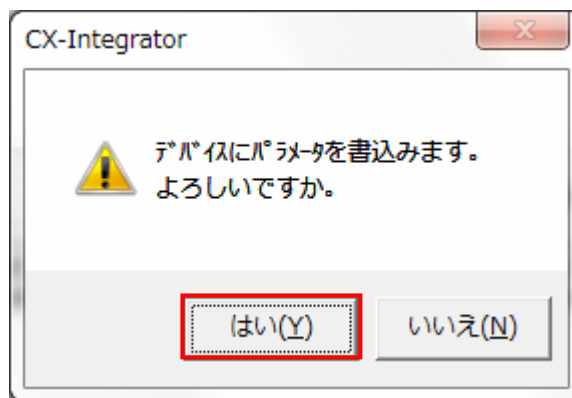 CX-Integrator
ﾃﾞﾊﾞｲｽにﾊﾟﾗﾒｰﾀを書込みます。
よろしいですか。
はい(Y)
いいえ(N)